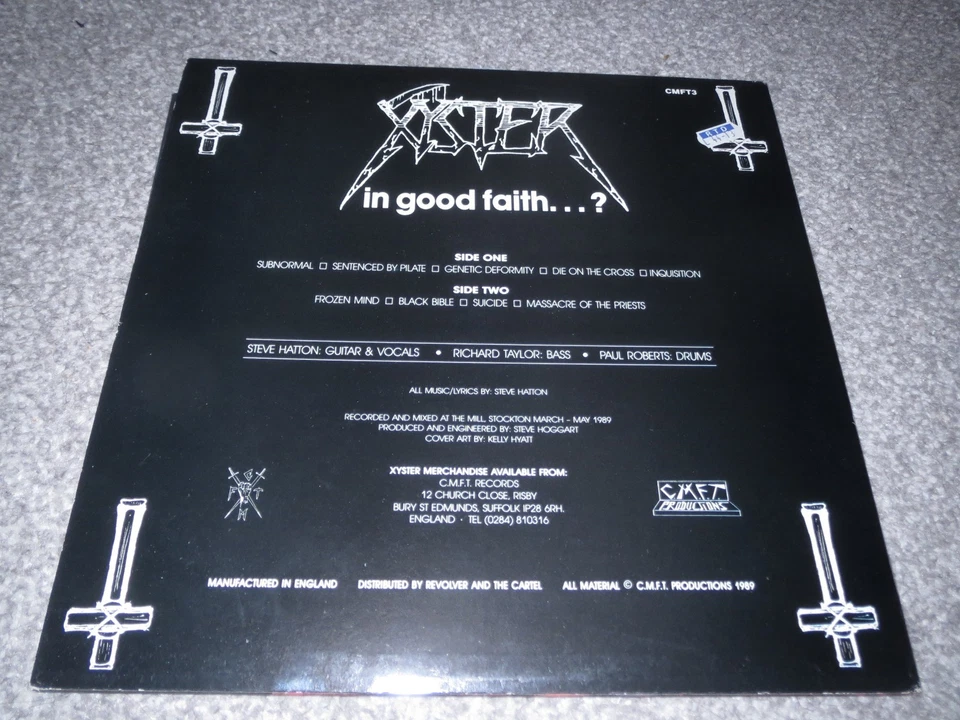 CMFT3
XYSTER
RTO
in good faith...?
SIDE ONE
SUBNORMAL □ SENTENCED BY PILATE □ GENETIC DEFORMITY □ DIE ON THE CROSS □ INQUISITION
SIDE TWO
FROZEN MIND □ BLACK BIBLE □ SUICIDE □ MASSACRE OF THE PRIESTS
STEVE HATTON: GUITAR & VOCALS • RICHARD TAYLOR: BASS • PAUL ROBERTS: DRUMS
ALL MUSIC/LYRICS BY: STEVE HATTON
RECORDED AND MIXED AT THE MILL, STOCKTON MARCH – MAY 1989
PRODUCED AND ENGINEERED BY: STEVE HOGGART
COVER ART BY: KELLY HYATT
XYSTER MERCHANDISE AVAILABLE FROM:
C.M.F.T. RECORDS
12 CHURCH CLOSE, RISBY
BURY ST EDMUNDS, SUFFOLK IP28 6RH.
ENGLAND · TEL (0284) 810316
C.M.F.T
PRODUCTIONS
MANUFACTURED IN ENGLAND DISTRIBUTED BY REVOLVER AND THE CARTEL ALL MATERIAL © C.M.F.T. PRODUCTIONS 1989